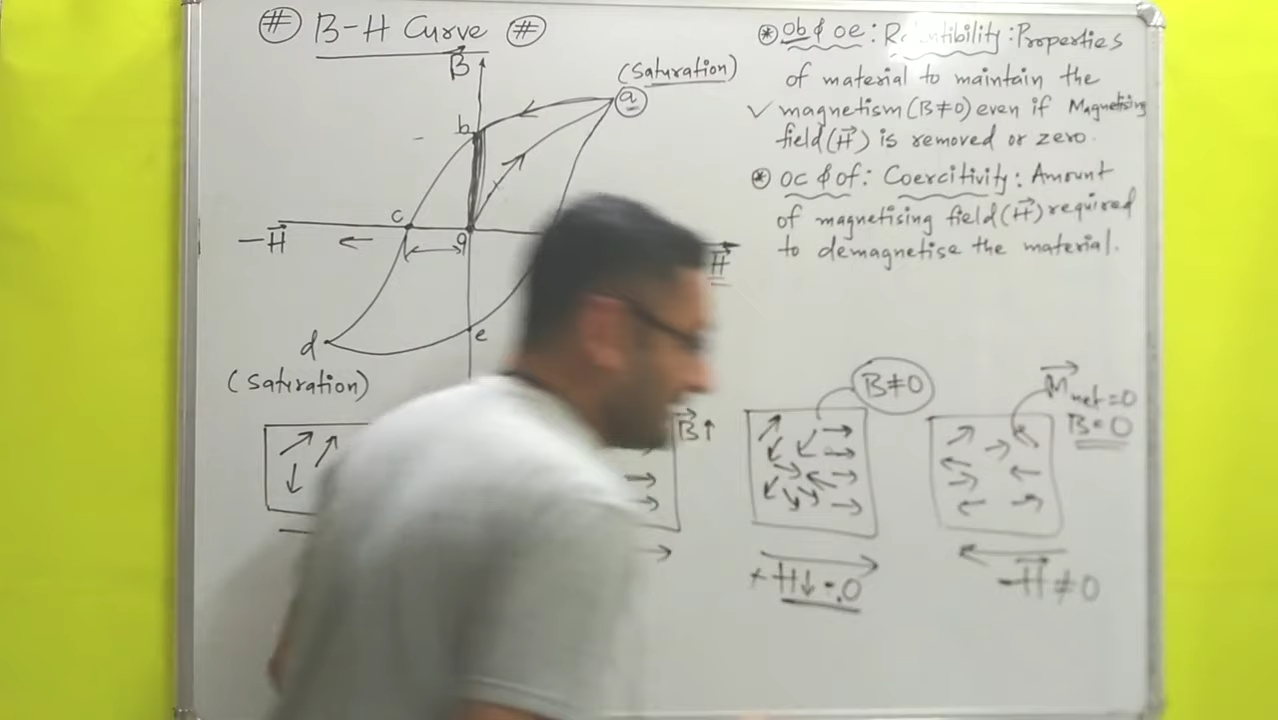 # B-H Curve #
B
(Saturation)
a
b
c
o
-H
H
d
e
(Saturation)
* ob & oe: :Properties
of material to maintain the
✓ magnetism (B≠0) even if Magnetising
field (H) is removed or zero.
* oc & of: Coercitivity: Amount
of magnetising field (H) required
to demagnetise the material.
B↑
B≠0
M net=0
B=0
+H↓=0
-H≠0